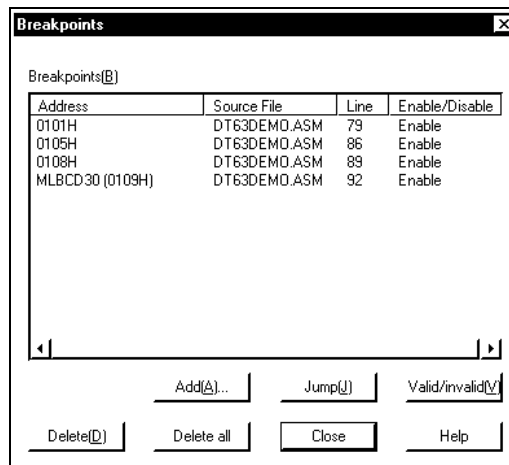 Breakpoints
Breakpoints(B)
Address Source File Line Enable/Disable
0101H DT63DEMO.ASM 79 Enable
0105H DT63DEMO.ASM 86 Enable
0108H DT63DEMO.ASM 89 Enable
MLBCD30 (0109H) DT63DEMO.ASM 92 Enable
Add(A)... Jump(J) Valid/invalid(V)
Delete(D) Delete all Close Help